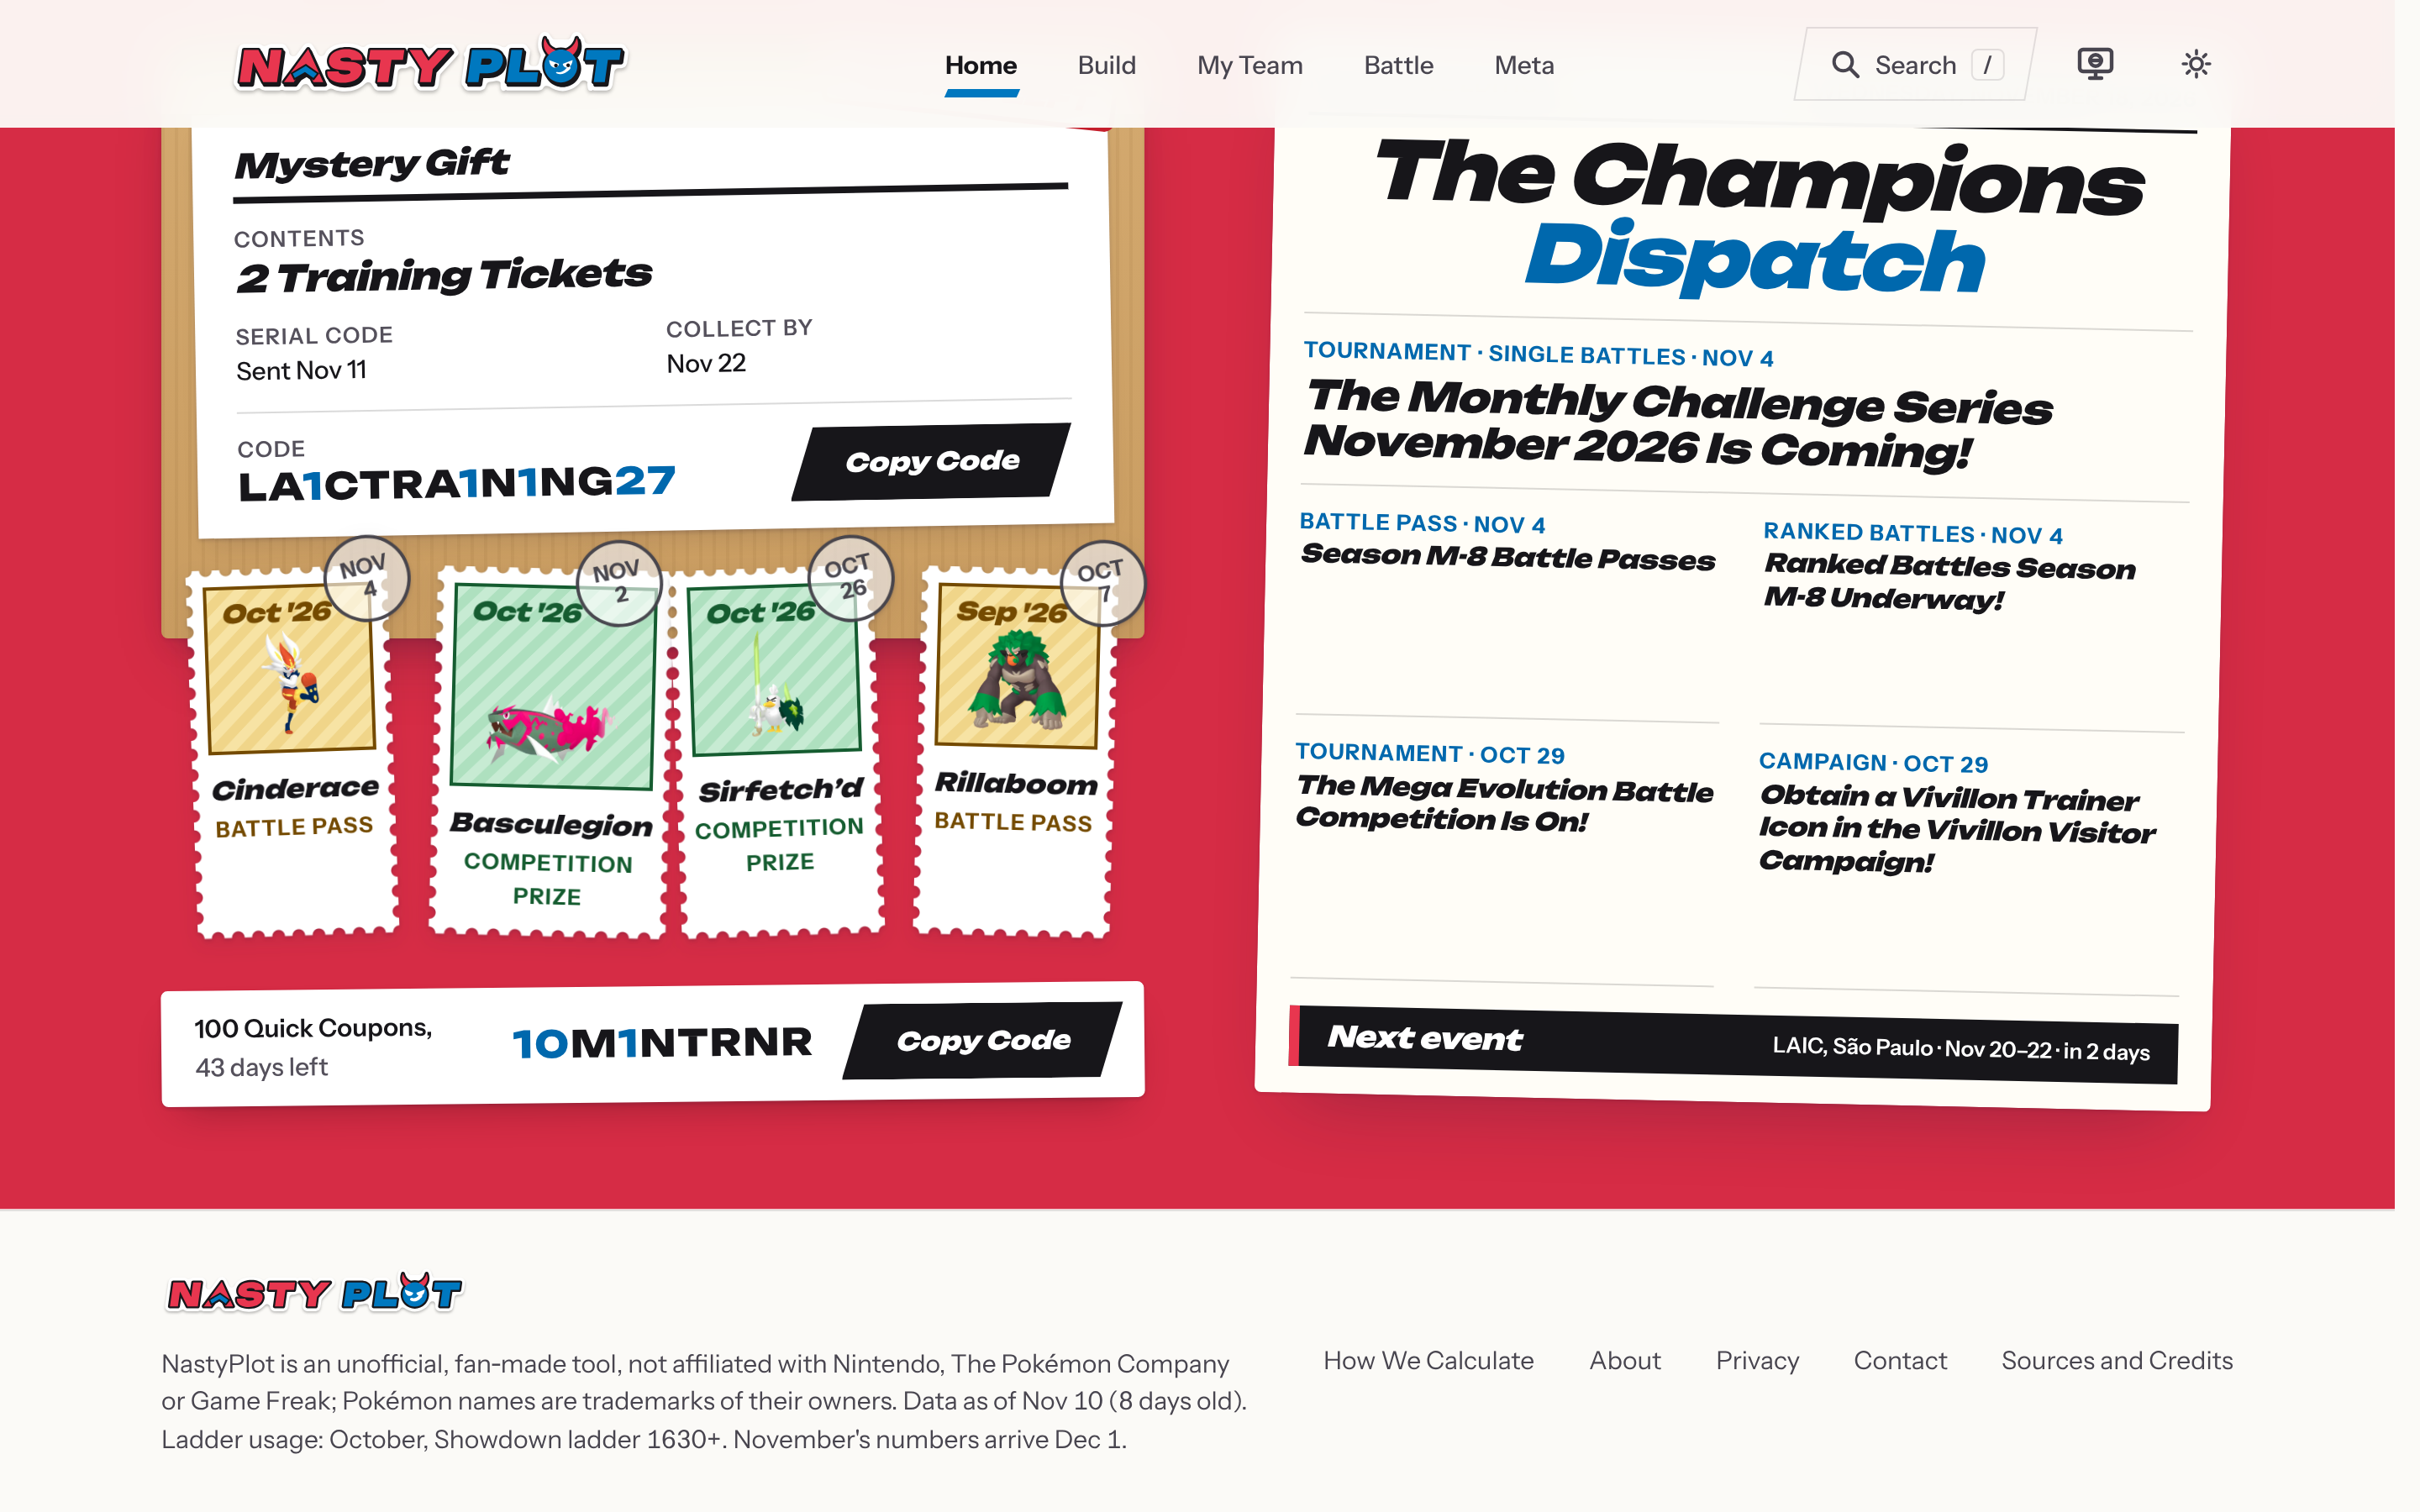 NASTY PLOT
Home
Build
My Team
Battle
Meta
Search /
Mystery Gift
CONTENTS
2 Training Tickets
SERIAL CODE
Sent Nov 11
COLLECT BY
Nov 22
CODE
LA1CTRA1N1NG27
Copy Code
NOV
4
Oct '26
Cinderace
BATTLE PASS
NOV
2
Oct '26
Basculegion
COMPETITION
PRIZE
OCT
26
Oct '26
Sirfetch’d
COMPETITION
PRIZE
OCT
7
Sep '26
Rillaboom
BATTLE PASS
100 Quick Coupons,
43 days left
10M1NTRNR
Copy Code
The Champions
Dispatch
TOURNAMENT · SINGLE BATTLES · NOV 4
The Monthly Challenge Series
November 2026 Is Coming!
BATTLE PASS · NOV 4
Season M-8 Battle Passes
RANKED BATTLES · NOV 4
Ranked Battles Season
M-8 Underway!
TOURNAMENT · OCT 29
The Mega Evolution Battle
Competition Is On!
CAMPAIGN · OCT 29
Obtain a Vivillon Trainer
Icon in the Vivillon Visitor
Campaign!
Next event
LAIC, São Paulo · Nov 20–22 · in 2 days
NASTY PLOT
NastyPlot is an unofficial, fan-made tool, not affiliated with Nintendo, The Pokémon Company
or Game Freak; Pokémon names are trademarks of their owners. Data as of Nov 10 (8 days old).
Ladder usage: October, Showdown ladder 1630+. November's numbers arrive Dec 1.
How We Calculate
About
Privacy
Contact
Sources and Credits